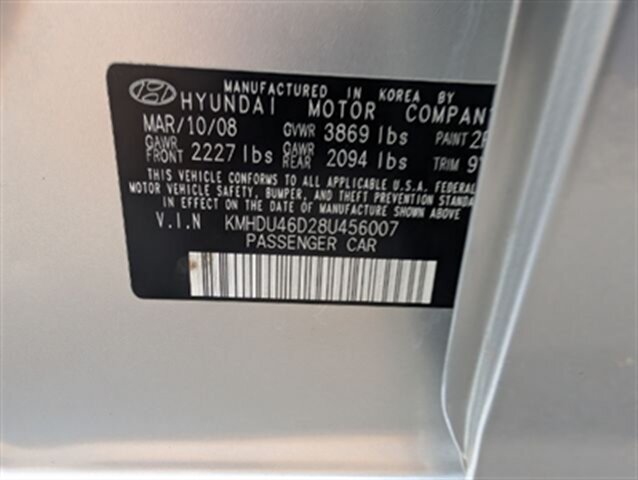 MANUFACTURED IN KOREA BY
HYUNDAI MOTOR COMPAN
MAR/10/08 GVWR 3869 lbs PAINT
GAWR FRONT 2227 lbs GAWR REAR 2094 lbs TRIM
THIS VEHICLE CONFORMS TO ALL APPLICABLE U.S.A. FEDERAL
MOTOR VEHICLE SAFETY, BUMPER, AND THEFT PREVENTION STANDA
IN EFFECT ON THE DATE OF MANUFACTURE SHOWN ABOVE
V.I.N KMHDU46D28U456007
PASSENGER CAR